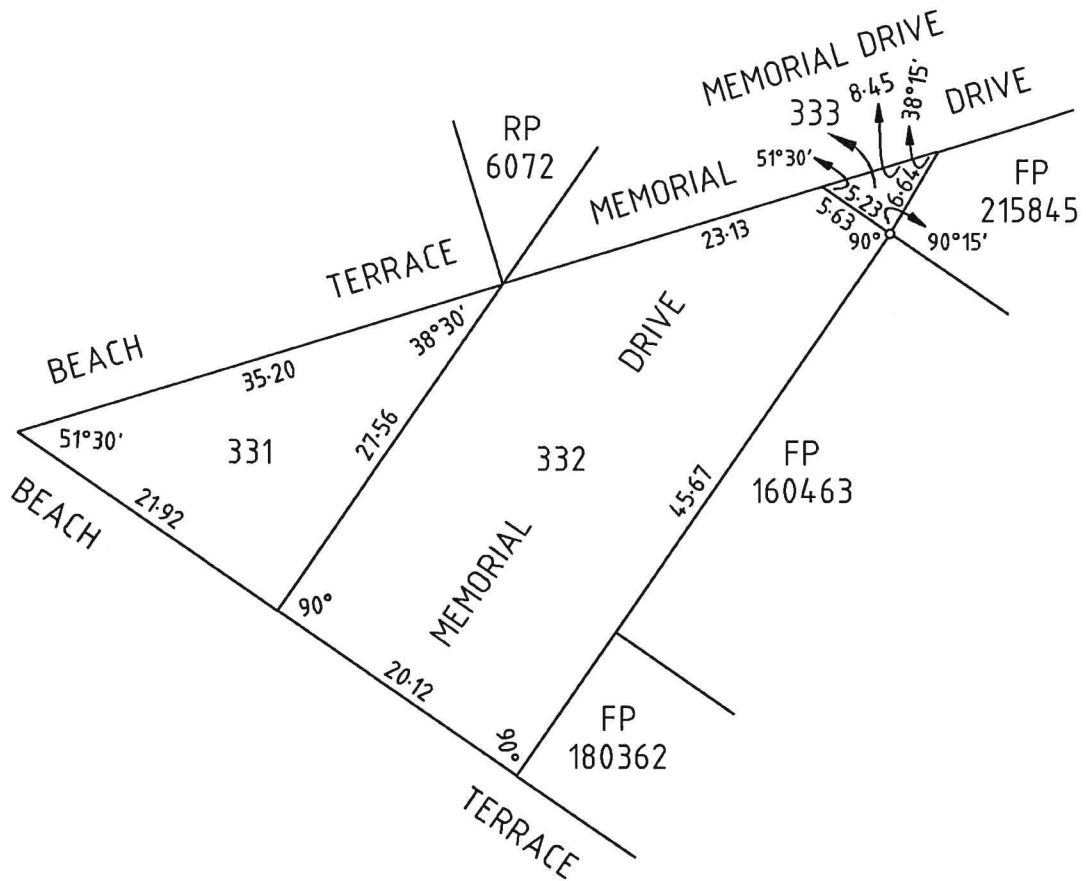 MEMORIAL DRIVE
8·45
38°15′
DRIVE
333
RP
6072
51°30′
MEMORIAL
FP
215845
25·23
6·64
5·63
23·13
90°
90°15′
TERRACE
38°30′
DRIVE
BEACH
35·20
51°30′
331
27·56
332
FP
160463
45·67
BEACH
21·92
MEMORIAL
90°
20·12
90°
FP
180362
TERRACE